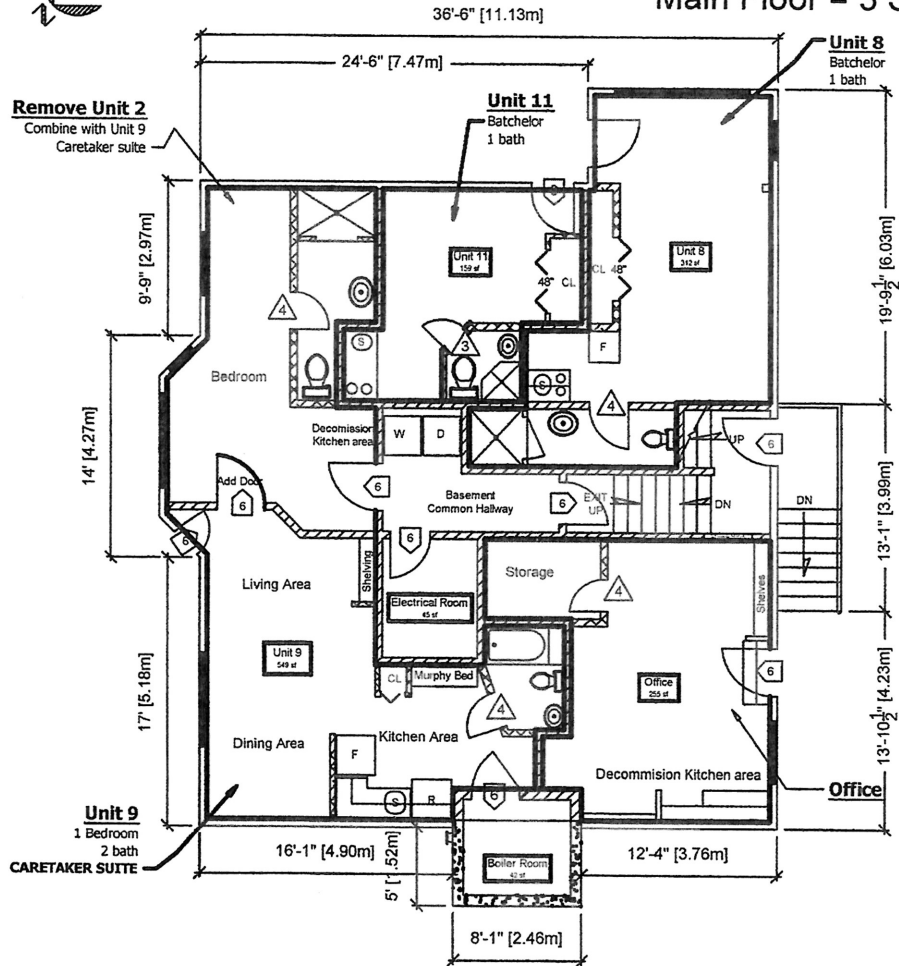 Main Floor = 3 S
N
36'-6" [11.13m]
24'-6" [7.47m]
Unit 8
Batchelor
1 bath
Remove Unit 2
Combine with Unit 9
Caretaker suite
Unit 11
Batchelor
1 bath
9'-9" [2.97m]
14' [4.27m]
17' [5.18m]
19'-9 1/2" [6.03m]
13'-1" [3.99m]
13'-10 1/2" [4.23m]
Unit 11
159 sf
48" CL
CL 48"
Unit 8
312 sf
4
S
3
F
S
Bedroom
4
Decomission
Kitchen area
W
D
UP
6
Add Door
6
6
Basement
Common Hallway
6
EXIT
UP
DN
DN
6
6
Living Area
Shelving
Storage
4
Shelves
Electrical Room
45 sf
Unit 9
549 sf
CL
Murphy Bed
4
Office
255 sf
6
Dining Area
F
Kitchen Area
S
R
6
Decommision Kitchen area
Office
Unit 9
1 Bedroom
2 bath
CARETAKER SUITE
16'-1" [4.90m]
5' [1.52m]
Boiler Room
42 sf
12'-4" [3.76m]
8'-1" [2.46m]